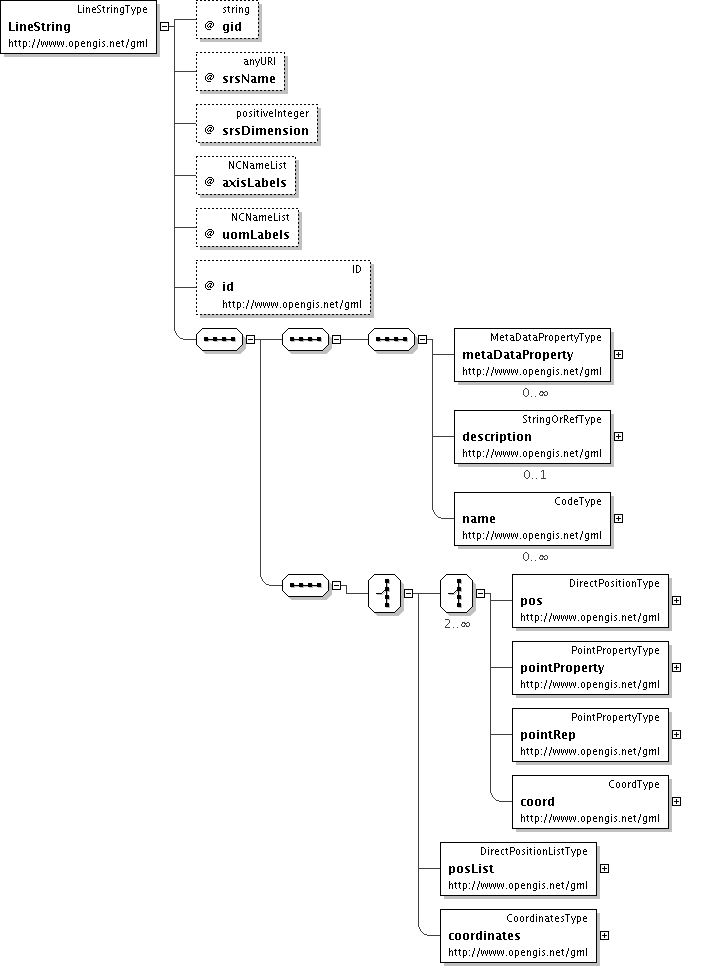 LineStringType
LineString
http://www.opengis.net/gml
string
@ gid
anyURI
@ srsName
positiveInteger
@ srsDimension
NCNameList
@ axisLabels
NCNameList
@ uomLabels
ID
@ id
http://www.opengis.net/gml
MetaDataPropertyType
metaDataProperty
http://www.opengis.net/gml
0..∞
StringOrRefType
description
http://www.opengis.net/gml
0..1
CodeType
name
http://www.opengis.net/gml
0..∞
2..∞
DirectPositionType
pos
http://www.opengis.net/gml
PointPropertyType
pointProperty
http://www.opengis.net/gml
PointPropertyType
pointRep
http://www.opengis.net/gml
CoordType
coord
http://www.opengis.net/gml
DirectPositionListType
posList
http://www.opengis.net/gml
CoordinatesType
coordinates
http://www.opengis.net/gml